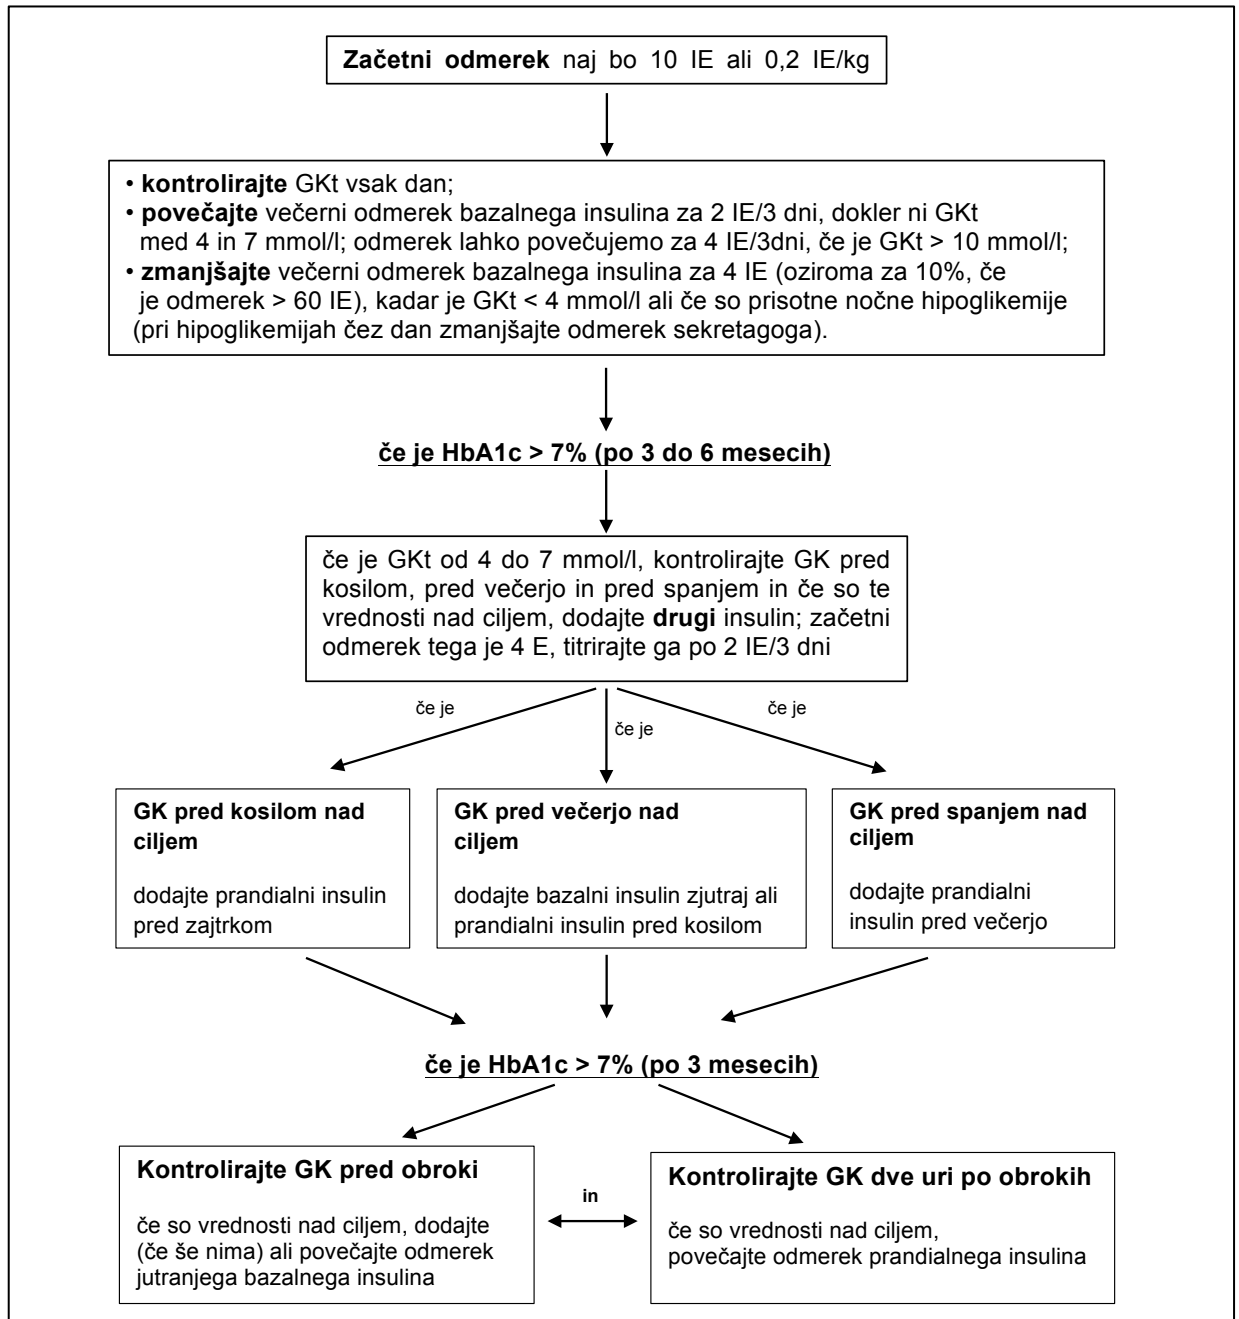 Začetni odmerek naj bo 10 IE ali 0,2 IE/kg
• kontrolirajte GKt vsak dan;
• povečajte večerni odmerek bazalnega insulina za 2 IE/3 dni, dokler ni GKt
med 4 in 7 mmol/l; odmerek lahko povečujemo za 4 IE/3dni, če je GKt > 10 mmol/l;
• zmanjšajte večerni odmerek bazalnega insulina za 4 IE (oziroma za 10%, če
je odmerek > 60 IE), kadar je GKt < 4 mmol/l ali če so prisotne nočne hipoglikemije
(pri hipoglikemijah čez dan zmanjšajte odmerek sekretagoga).
če je HbA1c > 7% (po 3 do 6 mesecih)
če je GKt od 4 do 7 mmol/l, kontrolirajte GK pred
kosilom, pred večerjo in pred spanjem in če so te
vrednosti nad ciljem, dodajte drugi insulin; začetni
odmerek tega je 4 E, titrirajte ga po 2 IE/3 dni
če je
če je
če je
GK pred kosilom nad
ciljem
dodajte prandialni insulin
pred zajtrkom
GK pred večerjo nad
ciljem
dodajte bazalni insulin zjutraj ali
prandialni insulin pred kosilom
GK pred spanjem nad
ciljem
dodajte prandialni
insulin pred večerjo
če je HbA1c > 7% (po 3 mesecih)
Kontrolirajte GK pred obroki
če so vrednosti nad ciljem, dodajte
(če še nima) ali povečajte odmerek
jutranjega bazalnega insulina
in
Kontrolirajte GK dve uri po obrokih
če so vrednosti nad ciljem,
povečajte odmerek prandialnega insulina